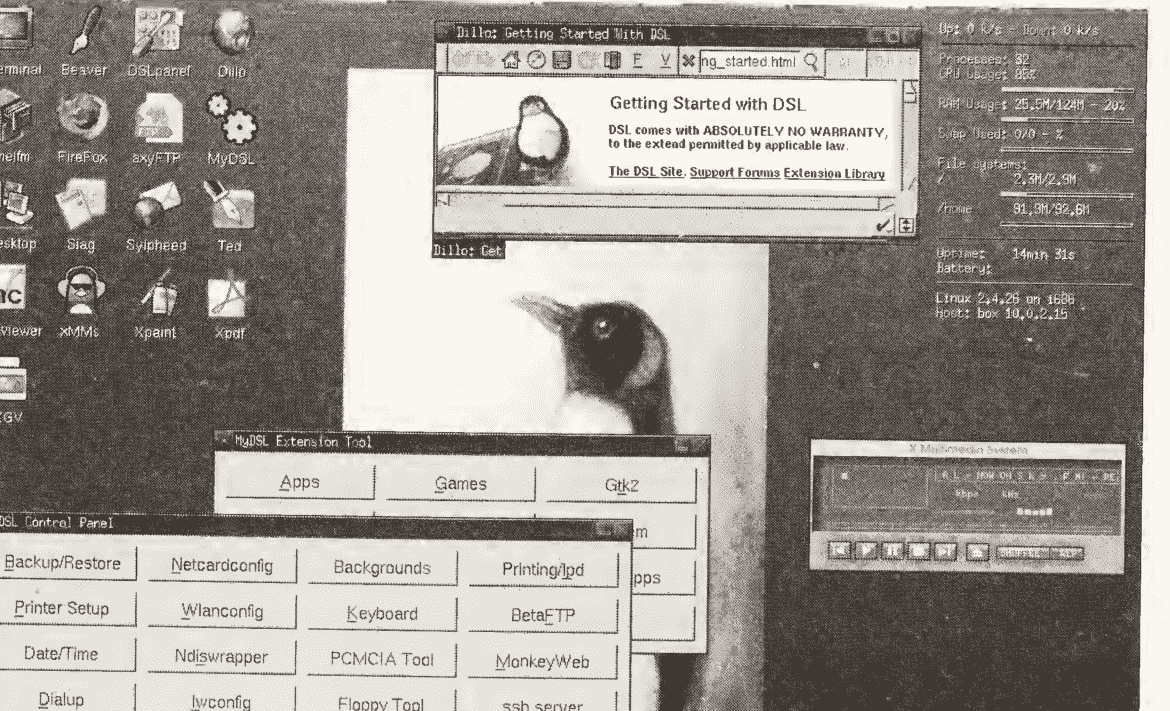 Beaver
DSLpanel
Dillo
FireFox
axyFTP
MyDSL
Siag
Sylpheed
Ted
Viewer
xMMs
Xpaint
Xpdf
Dillo: Getting Started With DSL
ng_started.html
Getting Started with DSL
DSL comes with ABSOLUTELY NO WARRANTY,
to the extend permitted by applicable law.
The DSL Site. Support Forums Extension Library
Dillo: Get
Up: 0 k/s Down: 0 k/s
Processes: 32
CPU Usage: 85%
RAM Usage: 25.5M/124M - 20%
Swap Used: 0/0 - %
File systems:
/ 2.3M/2.9M
/home 91.9M/92.6M
Uptime: 14min 31s
Battery:
Linux 2.4.26 on i686
Host: box 10.0.2.15
MyDSL Extension Tool
Apps
Games
Gtk2
X Multimedia System
DSL Control Panel
Backup/Restore
Netcardconfig
Backgrounds
Printing/lpd
Printer Setup
Wlanconfig
Keyboard
BetaFTP
Date/Time
Ndiswrapper
PCMCIA Tool
MonkeyWeb
Dialup
Iwconfig
Floppy Tool
ssh server